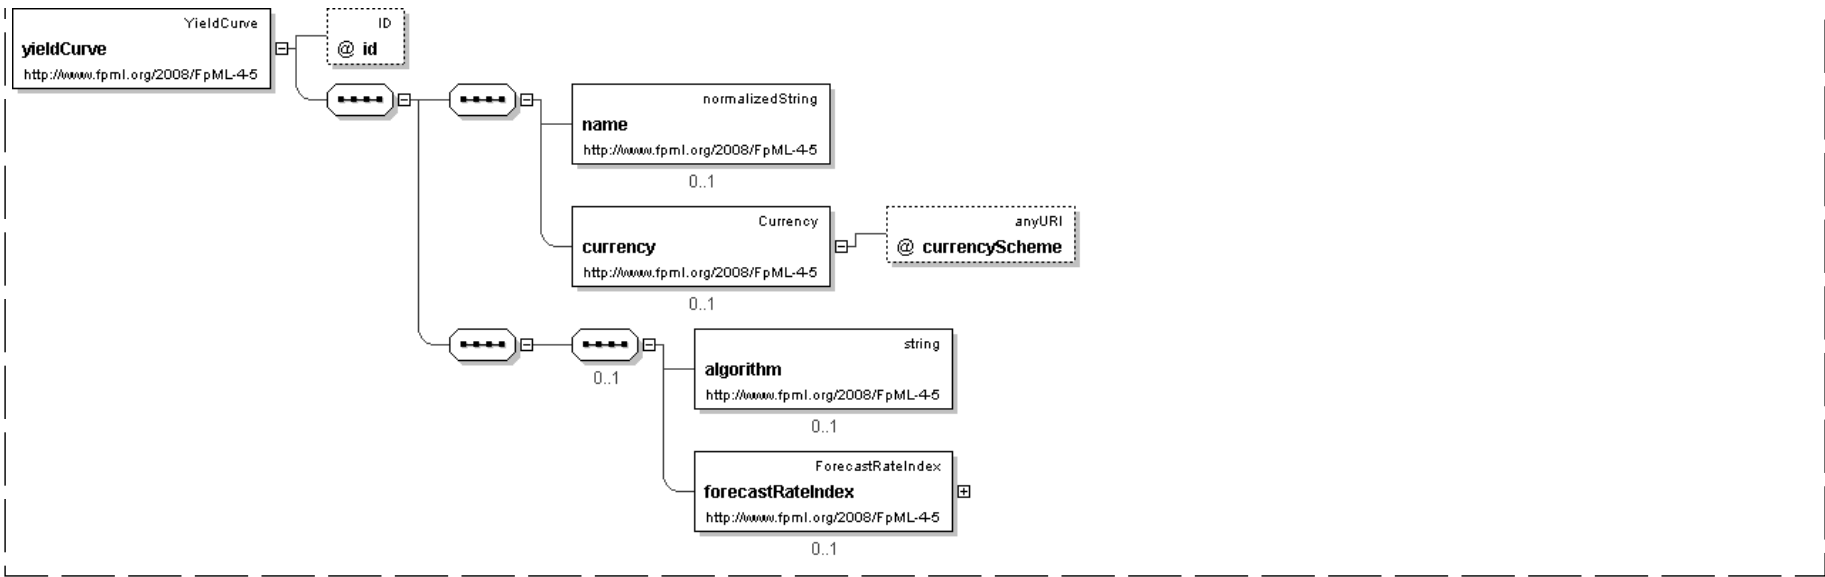 YieldCurve
yieldCurve
http://www.fpml.org/2008/FpML-4-5
ID
@ id
normalizedString
name
http://www.fpml.org/2008/FpML-4-5
0..1
Currency
currency
http://www.fpml.org/2008/FpML-4-5
0..1
anyURI
@ currencyScheme
0..1
string
algorithm
http://www.fpml.org/2008/FpML-4-5
0..1
ForecastRateIndex
forecastRateIndex
http://www.fpml.org/2008/FpML-4-5
0..1